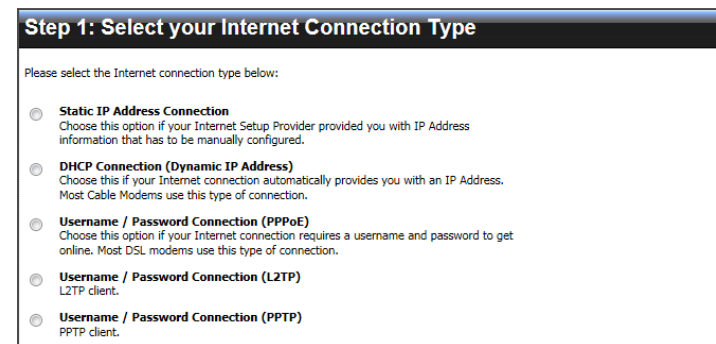 Step 1: Select your Internet Connection Type
Please select the Internet connection type below:
Static IP Address Connection
Choose this option if your Internet Setup Provider provided you with IP Address
information that has to be manually configured.
DHCP Connection (Dynamic IP Address)
Choose this if your Internet connection automatically provides you with an IP Address.
Most Cable Modems use this type of connection.
Username / Password Connection (PPPoE)
Choose this option if your Internet connection requires a username and password to get
online. Most DSL modems use this type of connection.
Username / Password Connection (L2TP)
L2TP client.
Username / Password Connection (PPTP)
PPTP client.